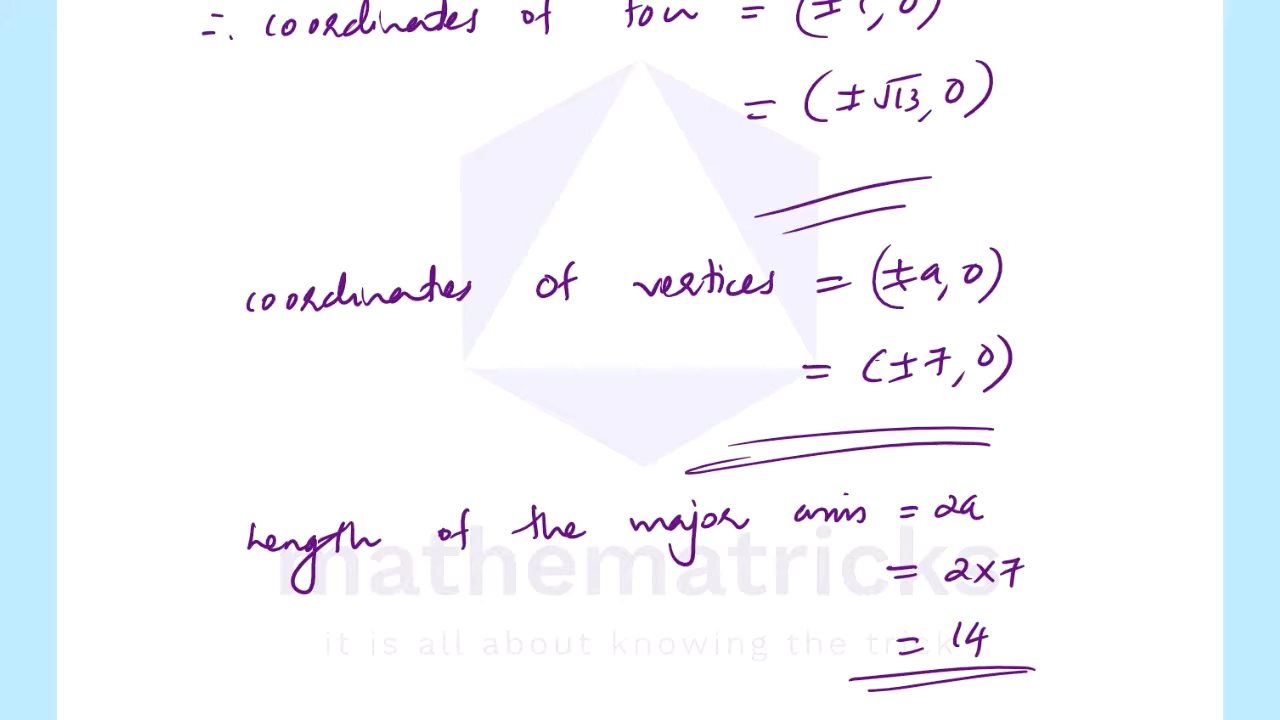 ∴ coordinates of foci = (±c, 0)
= (±√13, 0)
coordinates of vertices = (±a, 0)
= (±7, 0)
Length of the major axis = 2a
= 2×7
= 14
mathematricks
it is all about knowing the trick